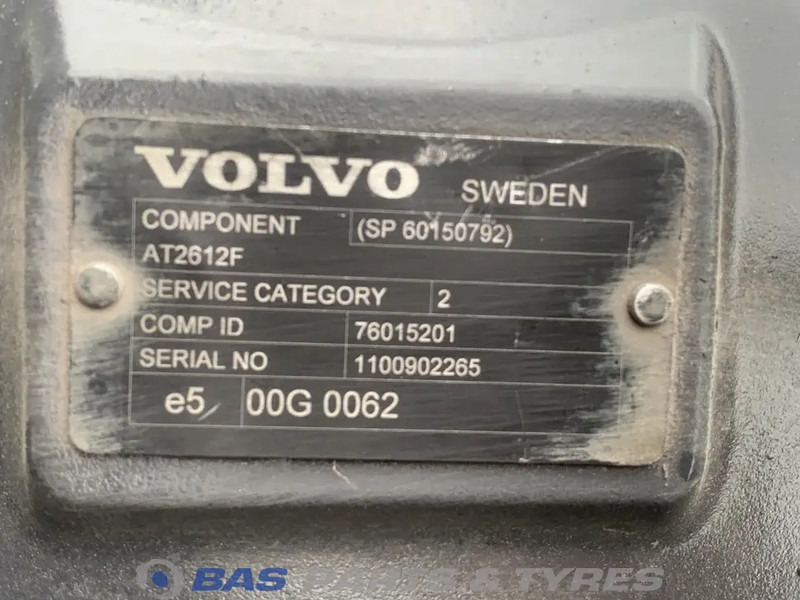 VOLVO SWEDEN
COMPONENT (SP 60150792)
AT2612F
SERVICE CATEGORY 2
COMP ID 76015201
SERIAL NO 1100902265
e5 00G 0062
BAS PARTS & TYRES